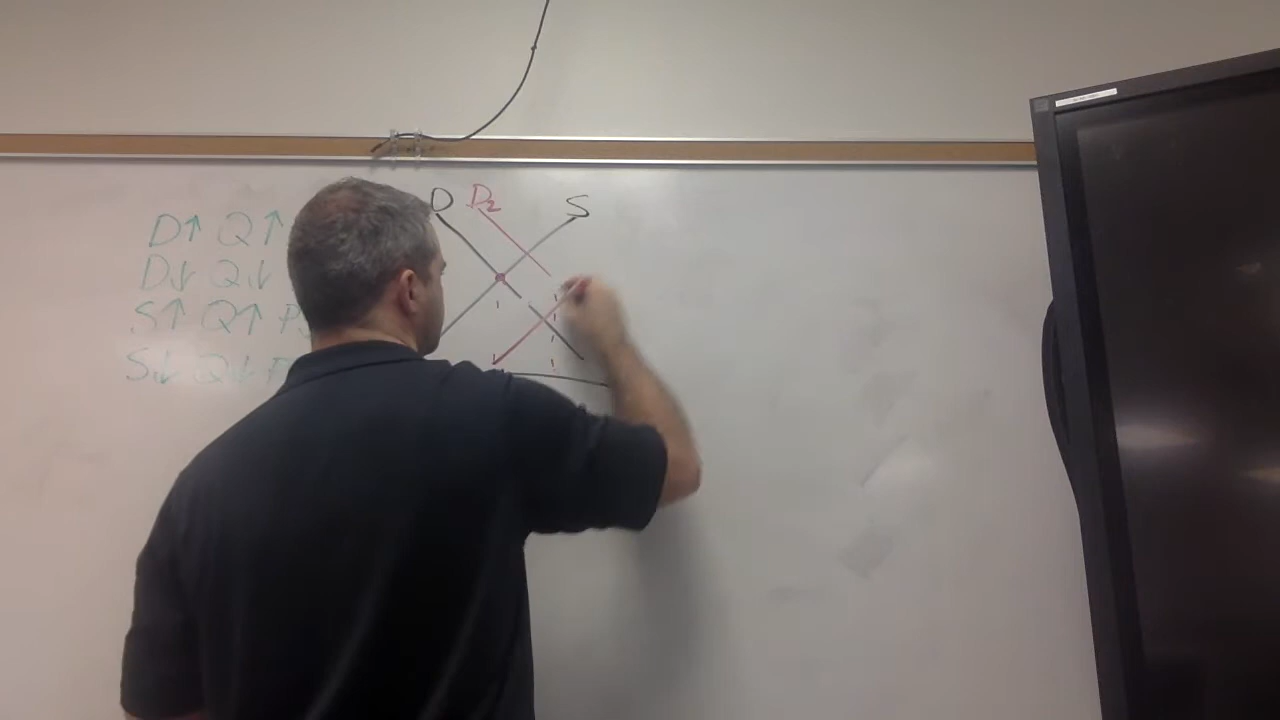 D D2 S
D↑ Q↑
D↓ Q↓
S↑ Q↑ P
S↓ Q↓